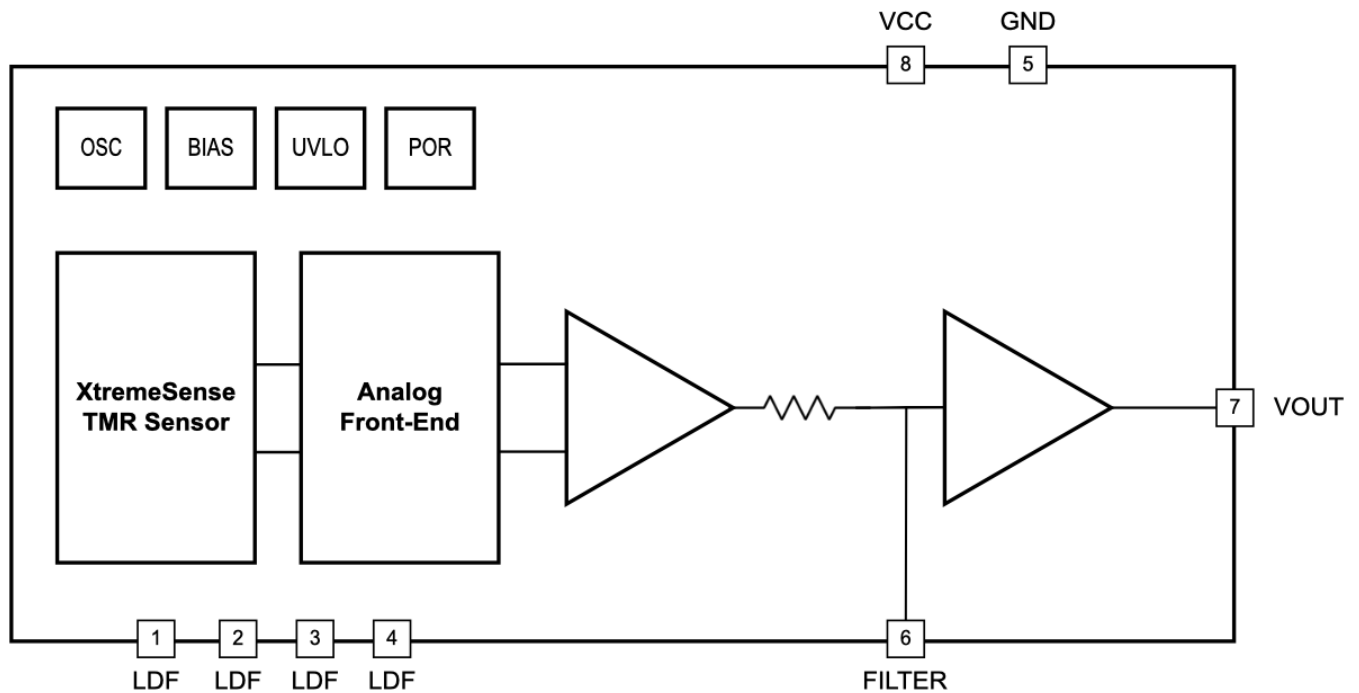 VCC GND
8 5
OSC BIAS UVLO POR
XtremeSense
TMR Sensor
Analog
Front-End
7 VOUT
1 2 3 4 6
LDF LDF LDF LDF FILTER